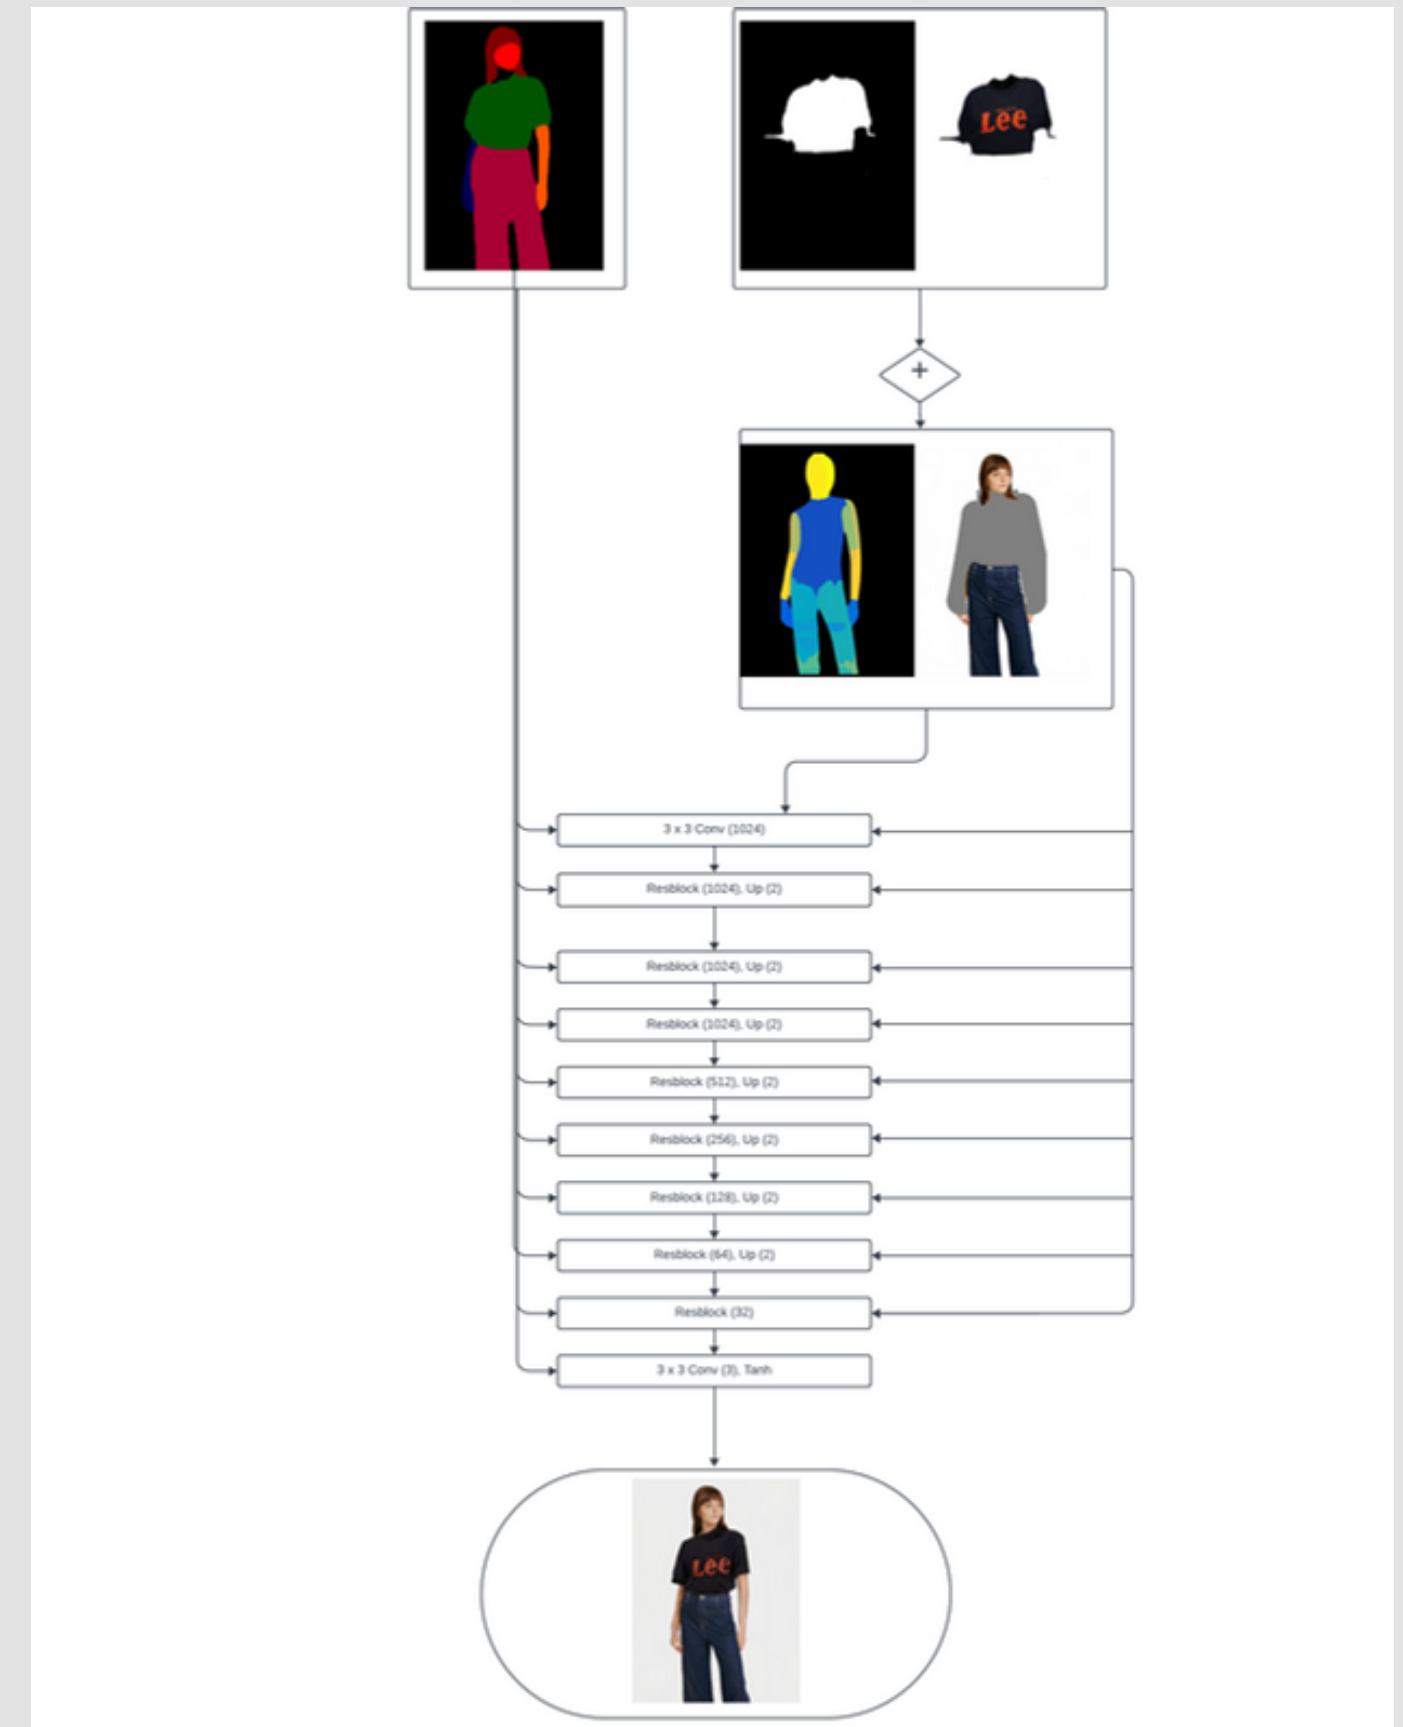 Lee
+
3 x 3 Conv (1024)
Resblock (1024), Up (2)
Resblock (1024), Up (2)
Resblock (1024), Up (2)
Resblock (512), Up (2)
Resblock (256), Up (2)
Resblock (128), Up (2)
Resblock (64), Up (2)
Resblock (32)
3 x 3 Conv (3), Tanh
Lee